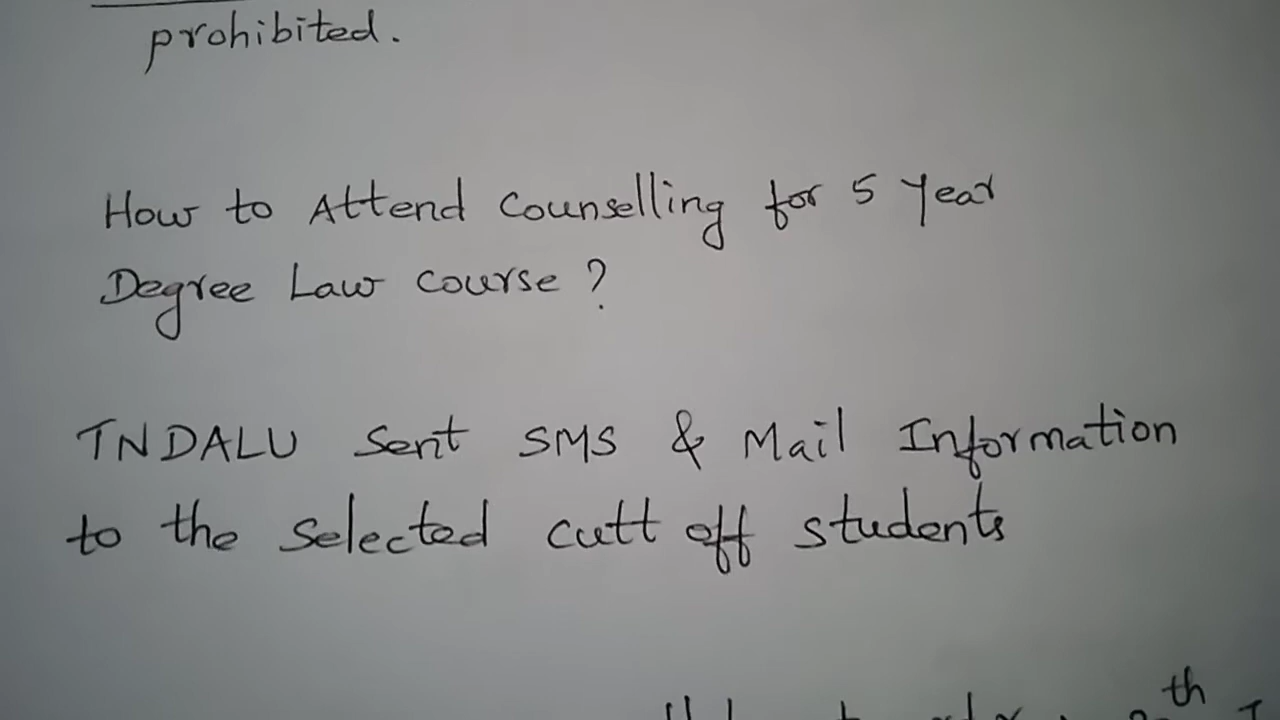 prohibited.
How to Attend Counselling for 5 Year
Degree Law Course ?
TNDALU Sent SMS & Mail Information
to the Selected cutt off students
th